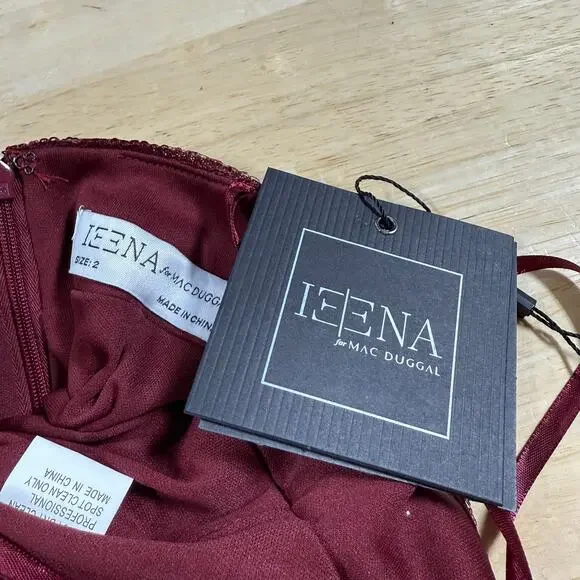 IEENA
for MAC DUGGAL
SIZE: 2
MADE IN CHINA
IEENA
for MAC DUGGAL
CLEAN
PROFESSIONAL
SPOT CLEAN ONLY
MADE IN CHINA